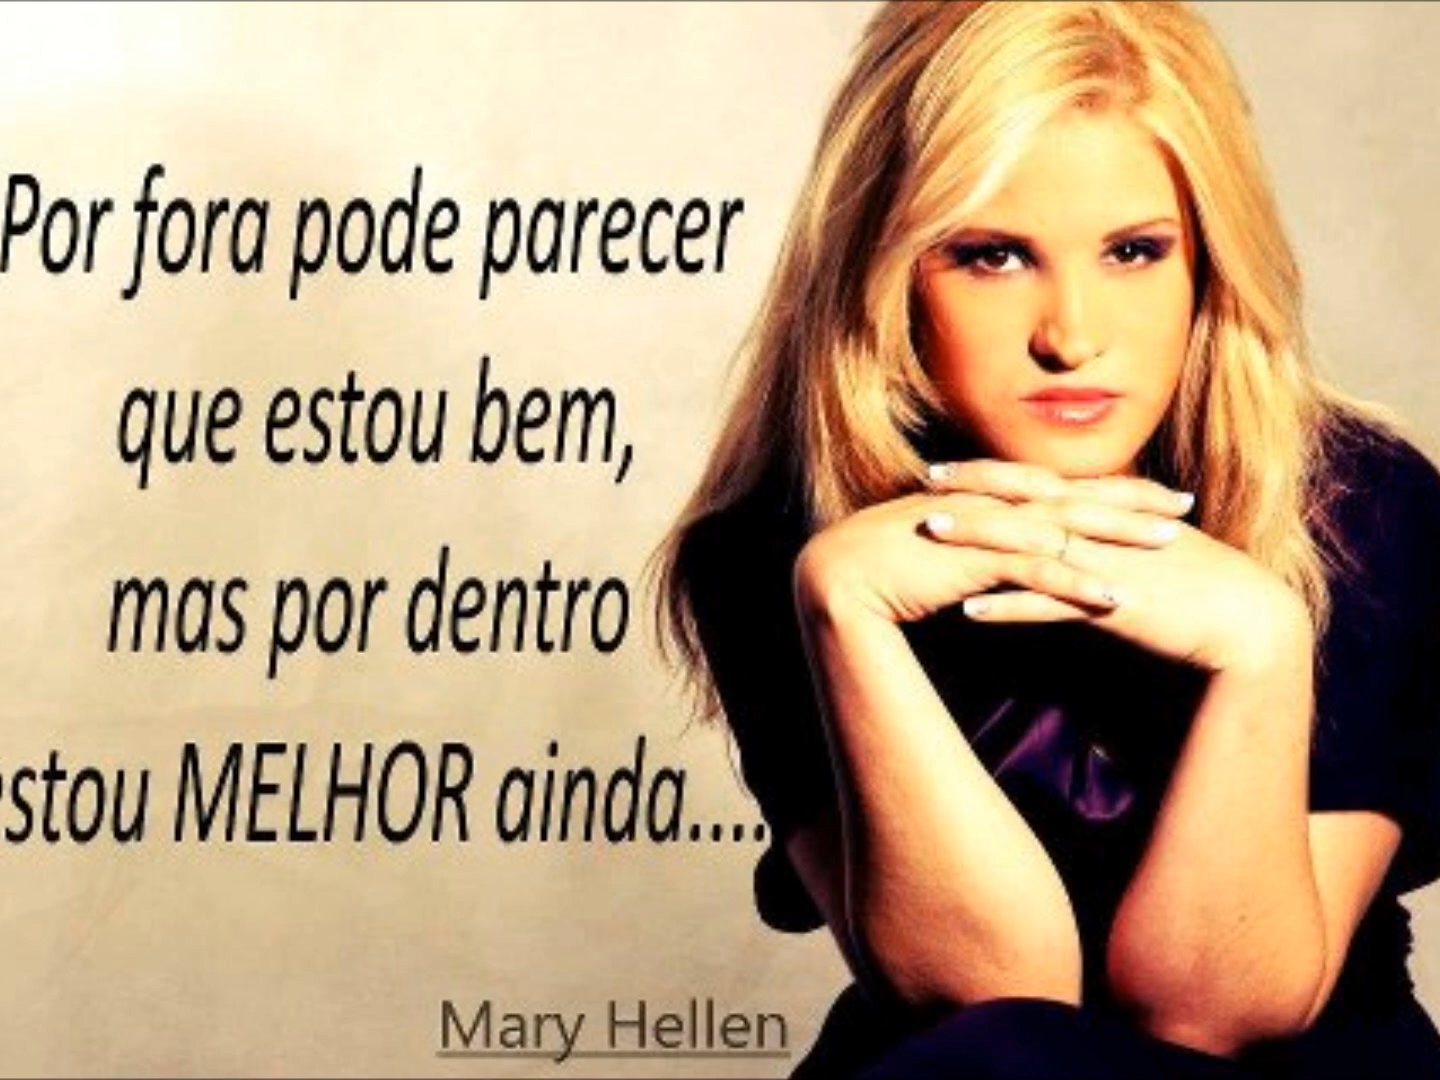 Por fora pode parecer
que estou bem,
mas por dentro
estou MELHOR ainda....
Mary Hellen